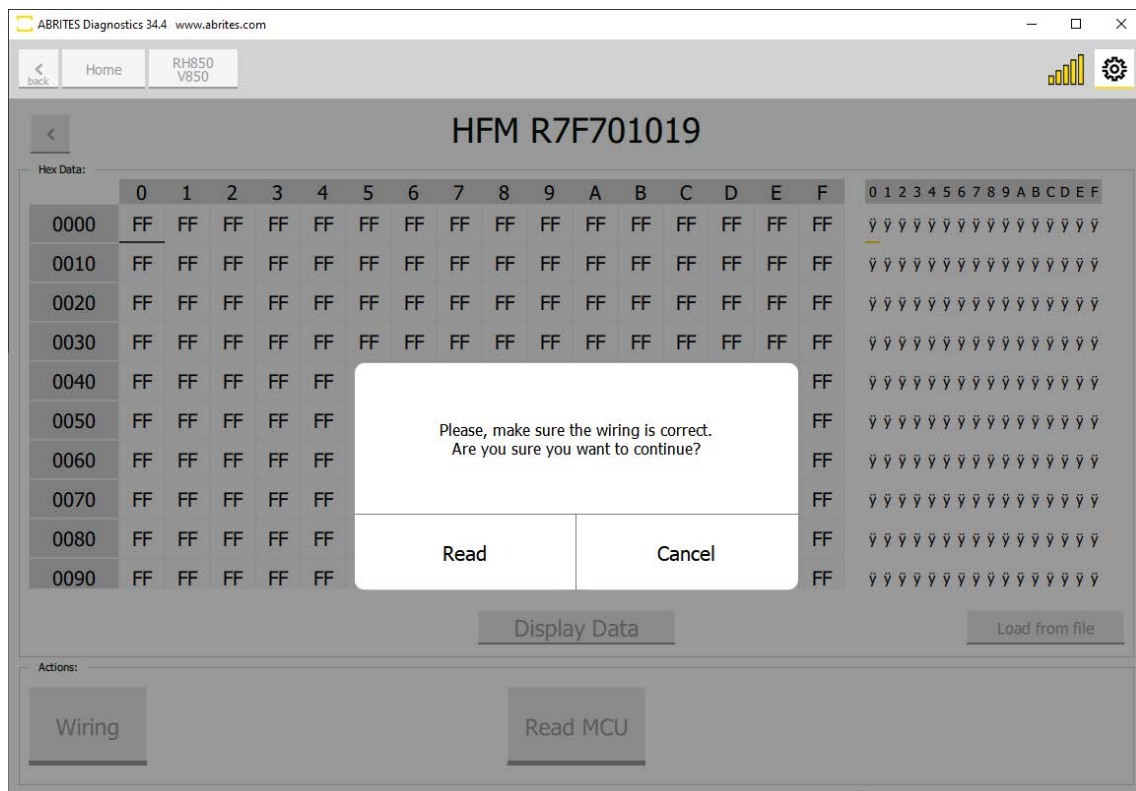 ABRITES Diagnostics 34.4 www.abrites.com
< back
Home
RH850
V850
<
HFM R7F701019
Hex Data:
0 1 2 3 4 5 6 7 8 9 A B C D E F 0 1 2 3 4 5 6 7 8 9 A B C D E F
0000 FF FF FF FF FF FF FF FF FF FF FF FF FF FF FF FF ÿ ÿ ÿ ÿ ÿ ÿ ÿ ÿ ÿ ÿ ÿ ÿ ÿ ÿ ÿ ÿ
0010 FF FF FF FF FF FF FF FF FF FF FF FF FF FF FF FF ÿ ÿ ÿ ÿ ÿ ÿ ÿ ÿ ÿ ÿ ÿ ÿ ÿ ÿ ÿ ÿ
0020 FF FF FF FF FF FF FF FF FF FF FF FF FF FF FF FF ÿ ÿ ÿ ÿ ÿ ÿ ÿ ÿ ÿ ÿ ÿ ÿ ÿ ÿ ÿ ÿ
0030 FF FF FF FF FF FF FF FF FF FF FF FF FF FF FF FF ÿ ÿ ÿ ÿ ÿ ÿ ÿ ÿ ÿ ÿ ÿ ÿ ÿ ÿ ÿ ÿ
0040 FF FF FF FF FF FF ÿ ÿ ÿ ÿ ÿ ÿ ÿ ÿ ÿ ÿ ÿ ÿ ÿ ÿ ÿ ÿ
0050 FF FF FF FF FF FF ÿ ÿ ÿ ÿ ÿ ÿ ÿ ÿ ÿ ÿ ÿ ÿ ÿ ÿ ÿ ÿ
0060 FF FF FF FF FF FF ÿ ÿ ÿ ÿ ÿ ÿ ÿ ÿ ÿ ÿ ÿ ÿ ÿ ÿ ÿ ÿ
0070 FF FF FF FF FF FF ÿ ÿ ÿ ÿ ÿ ÿ ÿ ÿ ÿ ÿ ÿ ÿ ÿ ÿ ÿ ÿ
0080 FF FF FF FF FF FF ÿ ÿ ÿ ÿ ÿ ÿ ÿ ÿ ÿ ÿ ÿ ÿ ÿ ÿ ÿ ÿ
0090 FF FF FF FF FF FF ÿ ÿ ÿ ÿ ÿ ÿ ÿ ÿ ÿ ÿ ÿ ÿ ÿ ÿ ÿ ÿ
Please, make sure the wiring is correct.
Are you sure you want to continue?
Read Cancel
Display Data Load from file
Actions:
Wiring Read MCU